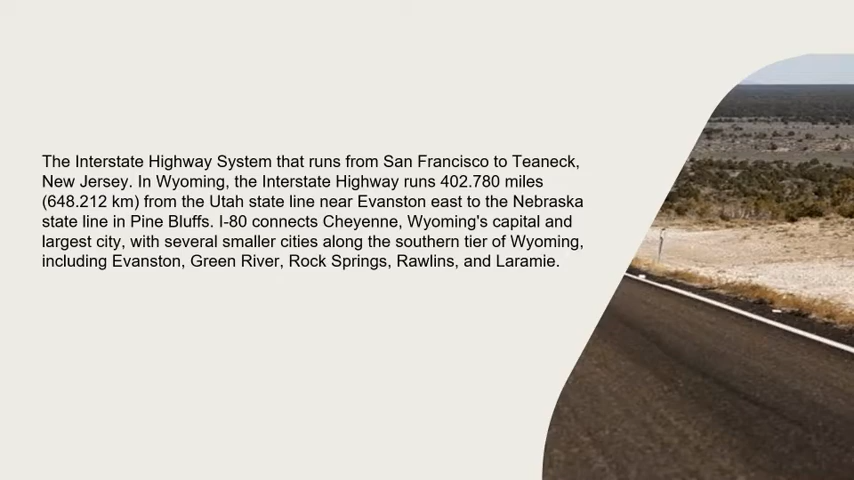 The Interstate Highway System that runs from San Francisco to Teaneck,
New Jersey. In Wyoming, the Interstate Highway runs 402.780 miles
(648.212 km) from the Utah state line near Evanston east to the Nebraska
state line in Pine Bluffs. I-80 connects Cheyenne, Wyoming's capital and
largest city, with several smaller cities along the southern tier of Wyoming,
including Evanston, Green River, Rock Springs, Rawlins, and Laramie.